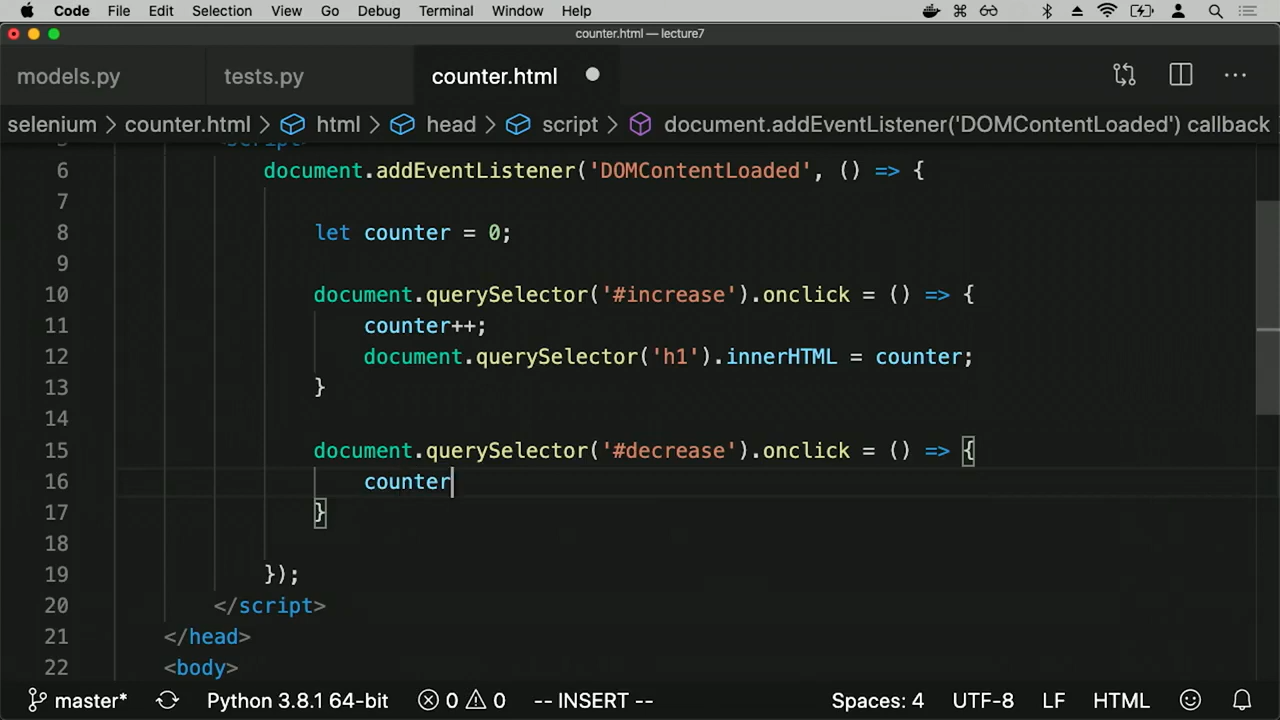 Code File Edit Selection View Go Debug Terminal Window Help
counter.html — lecture7
models.py tests.py counter.html
selenium > counter.html > html > head > script > document.addEventListener('DOMContentLoaded') callback
5 <script>
6 document.addEventListener('DOMContentLoaded', () => {
7
8 let counter = 0;
9
10 document.querySelector('#increase').onclick = () => {
11 counter++;
12 document.querySelector('h1').innerHTML = counter;
13 }
14
15 document.querySelector('#decrease').onclick = () => {
16 counter
17 }
18
19 });
20 </script>
21 </head>
22 <body>
master* Python 3.8.1 64-bit 0 0 -- INSERT -- Spaces: 4 UTF-8 LF HTML